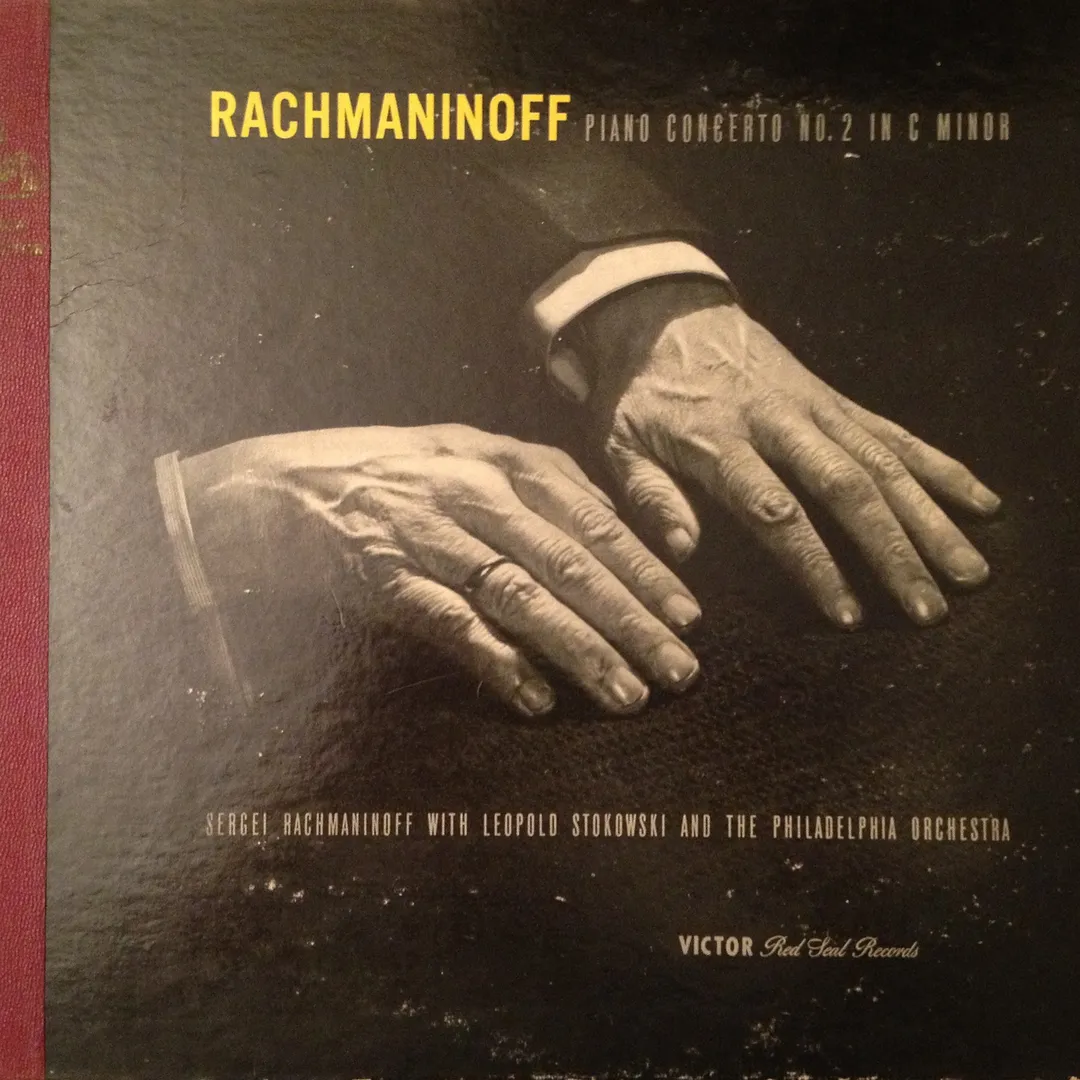 RACHMANINOFF PIANO CONCERTO NO. 2 IN C MINOR
SERGEI RACHMANINOFF WITH LEOPOLD STOKOWSKI AND THE PHILADELPHIA ORCHESTRA
VICTOR Red Seal Records